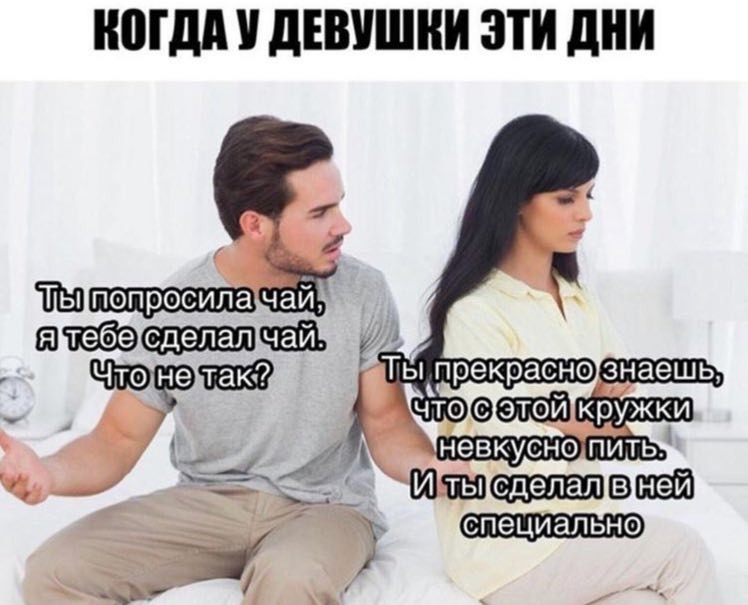 КОГДА У ДЕВУШКИ ЭТИ ДНИ
Ты попросила чай,
я тебе сделал чай.
Что не так?
Ты прекрасно знаешь,
что с этой кружки
невкусно пить.
И ты сделал в ней
специально